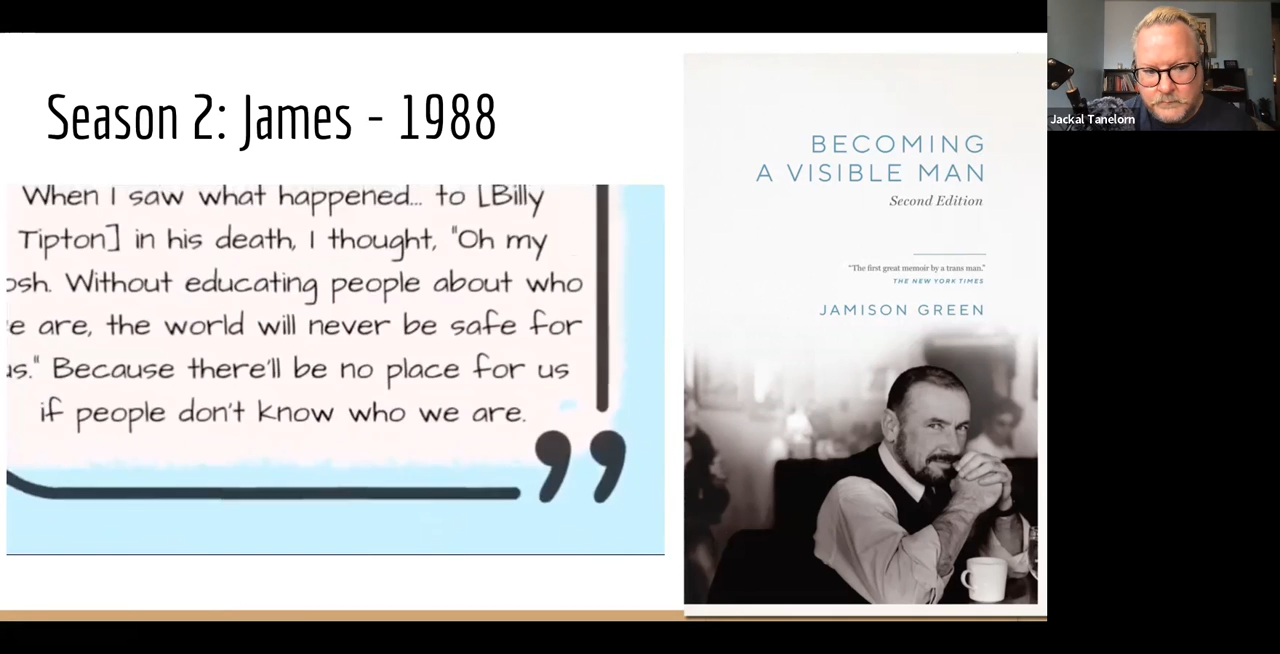 Season 2: James - 1988
When I saw what happened... to [Billy
Tipton] in his death, I thought, "Oh my
osh. Without educating people about who
e are, the world will never be safe for
us." Because there'll be no place for us
if people don't know who we are.
”
BECOMING
A VISIBLE MAN
Second Edition
"The first great memoir by a trans man."
THE NEW YORK TIMES
JAMISON GREEN
Jackal Tanelorn